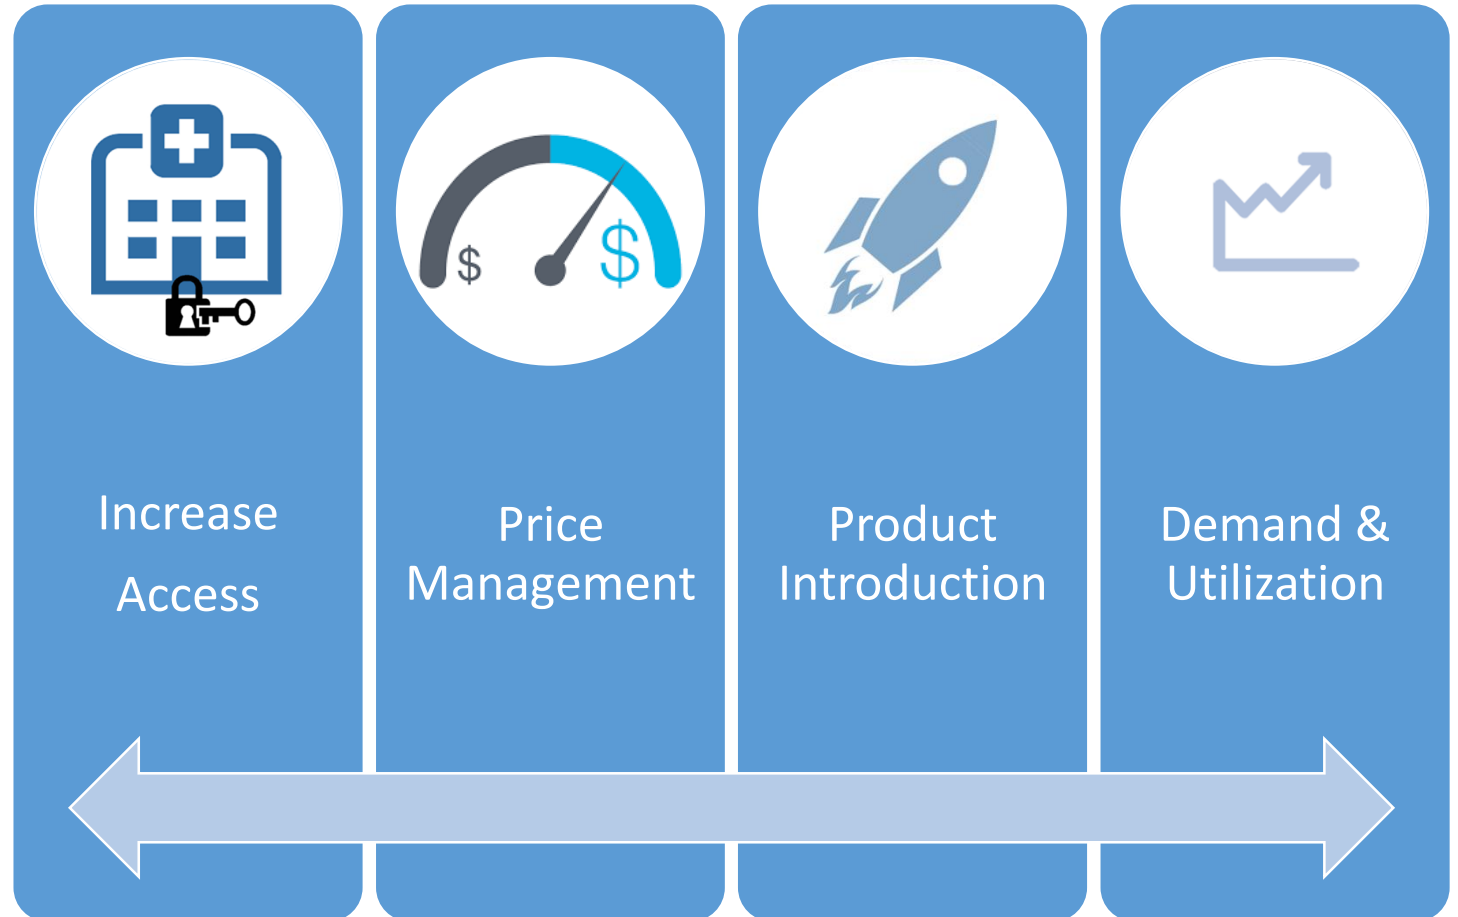 $
$
Increase
Access
Price
Management
Product
Introduction
Demand &
Utilization